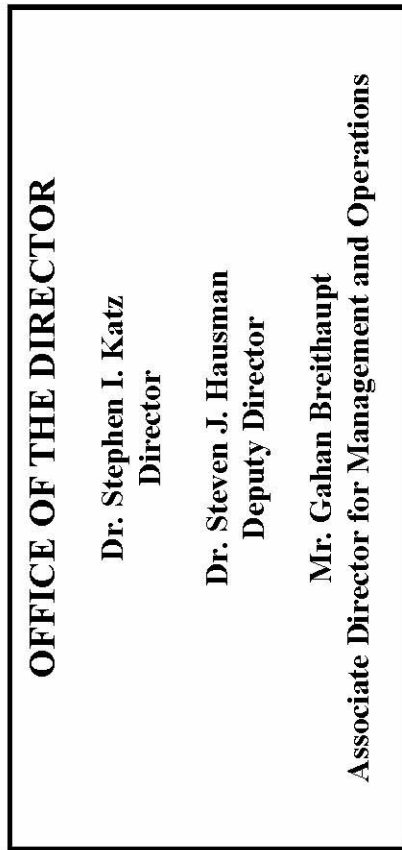 OFFICE OF THE DIRECTOR
Dr. Stephen I. Katz
Director
Dr. Steven J. Hausman
Deputy Director
Mr. Gahan Breithaupt
Associate Director for Management and Operations